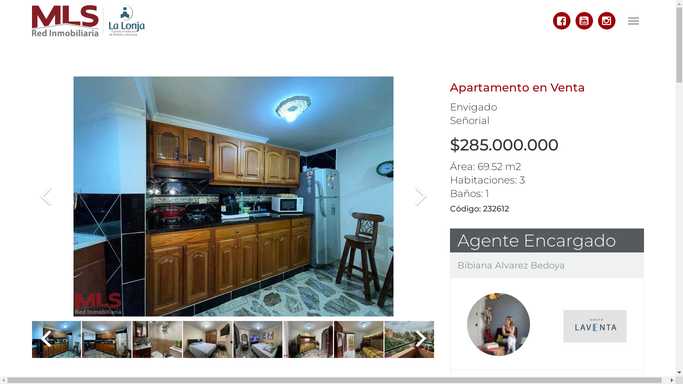 MLS
Red Inmobiliaria
La Lonja
Apartamento en Venta
Envigado
Señorial
$285.000.000
Área: 69.52 m2
Habitaciones: 3
Baños: 1
Código: 232612
Agente Encargado
Bibiana Alvarez Bedoya
LAVENTA
MLS
Red Inmobiliaria